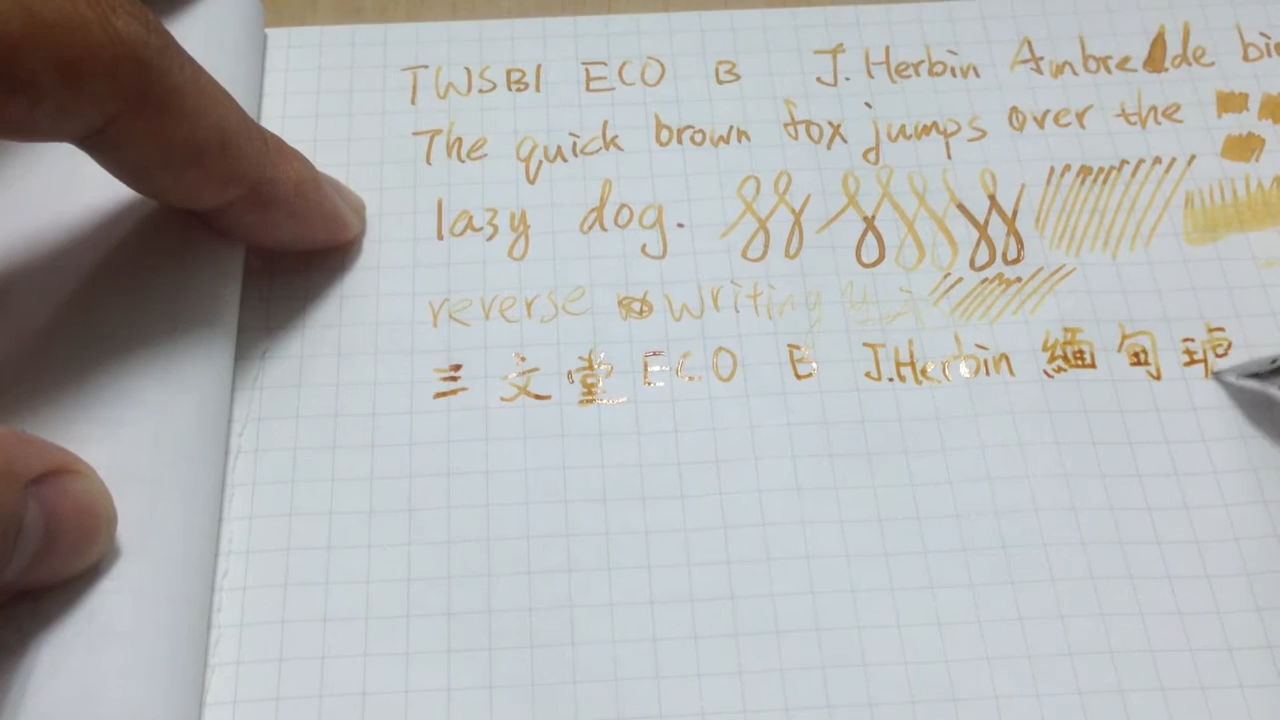 TWSBI ECO B J.Herbin Ambre de bi
The quick brown fox jumps over the
lazy dog.
reverse writing
三文堂 ECO B J.Herbin 緬甸琥